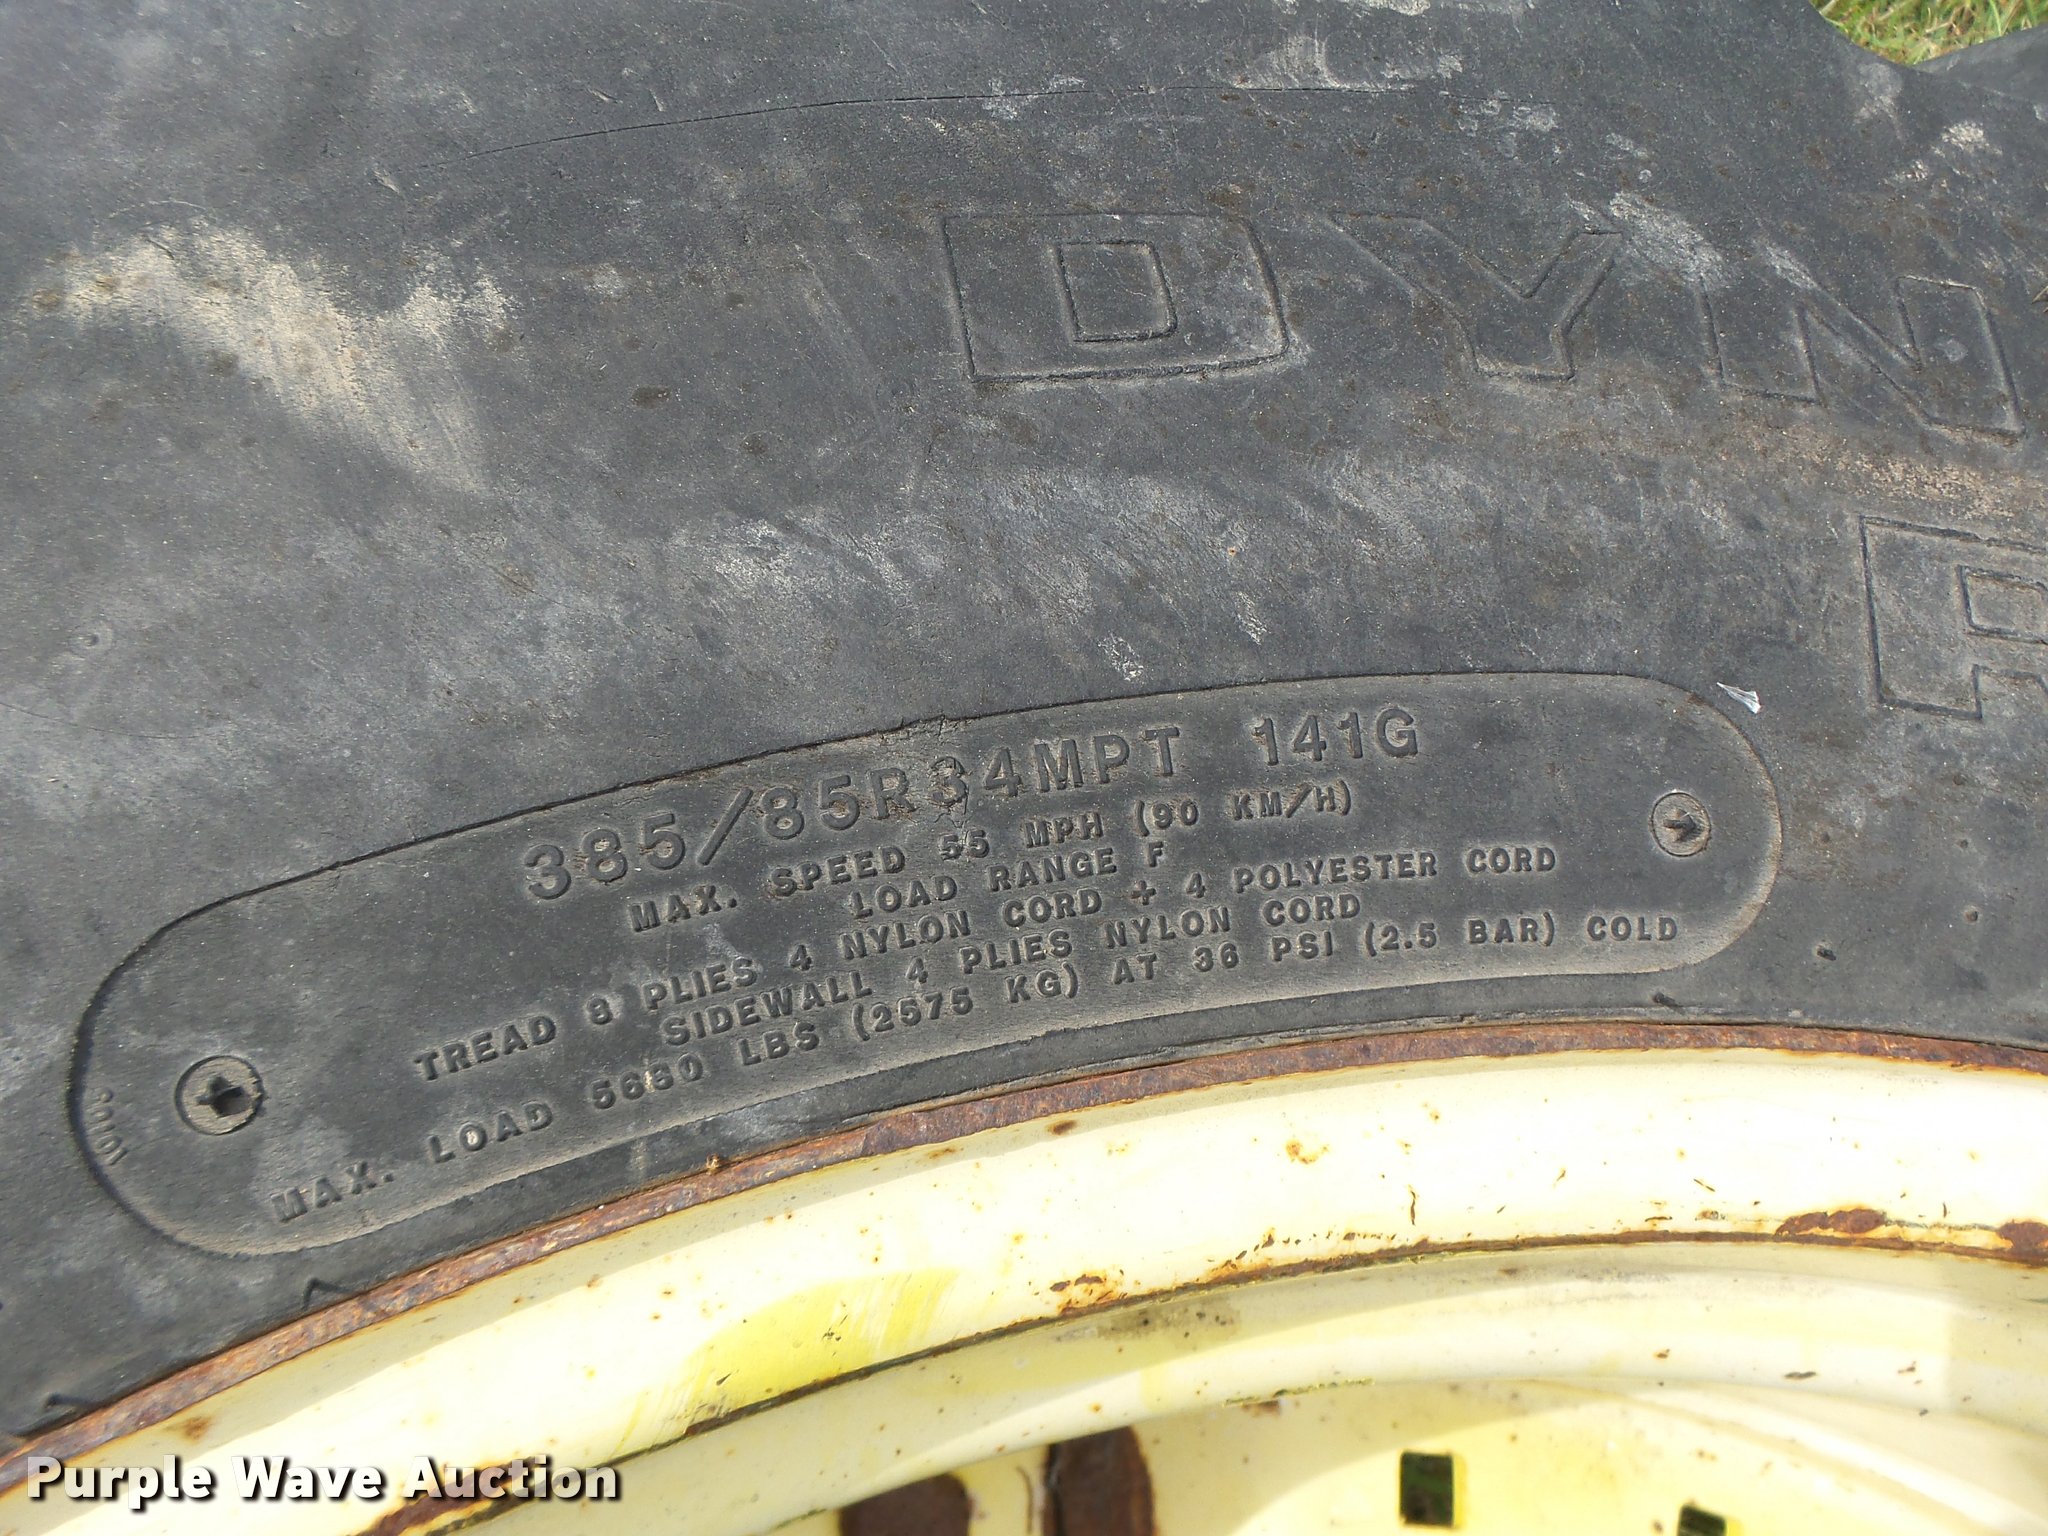 DYN
R
385/85R34MPT 141G
MAX. SPEED 55 MPH (90 KM/H)
LOAD RANGE F
TREAD 8 PLIES 4 NYLON CORD + 4 POLYESTER CORD
SIDEWALL 4 PLIES NYLON CORD
MAX. LOAD 5680 LBS (2575 KG) AT 36 PSI (2.5 BAR) COLD
Purple Wave Auction